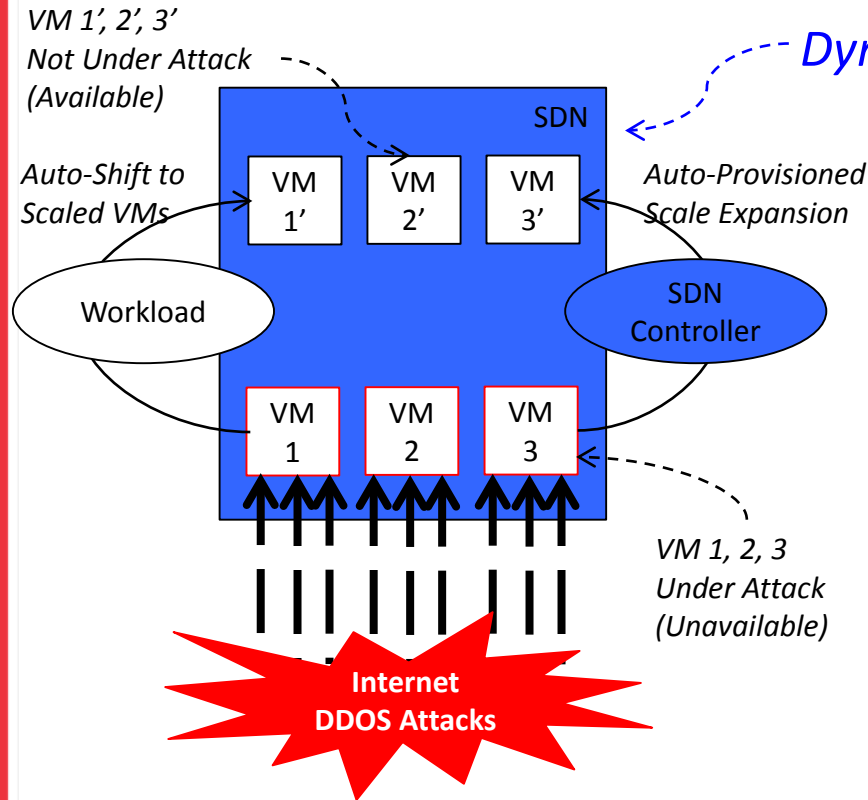 VM 1’, 2’, 3’
Not Under Attack
(Available)
SDN
Auto-Shift to
Scaled VMs
VM
1’
VM
2’
VM
3’
Auto-Provisioned
Scale Expansion
Workload
SDN
Controller
VM
1
VM
2
VM
3
VM 1, 2, 3
Under Attack
(Unavailable)
Internet
DDOS Attacks